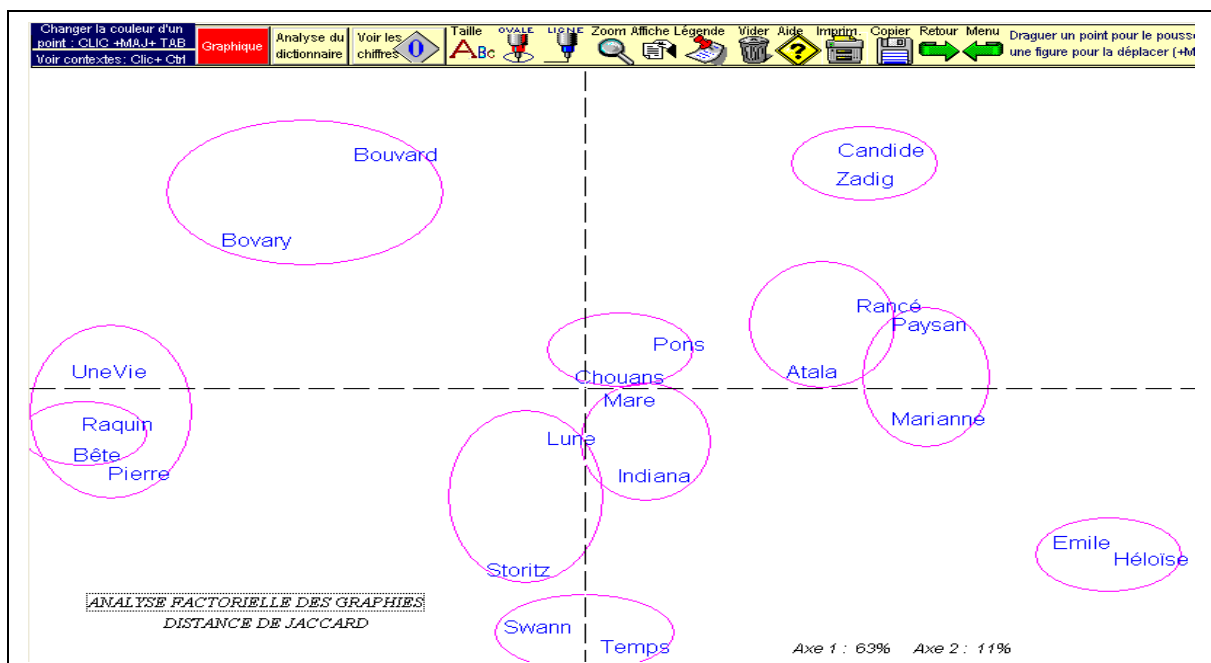 Changer la couleur d'un
point : CLIC +MAJ+ TAB
Voir contextes: Clic+ Ctrl
Graphique
Analyse du
dictionnaire
Voir les
chiffres
0
Taille
ABc
OVALE
LIGNE
Zoom
Affiche
Légende
Vider
Aide
?
Imprim.
Copier
Retour
Menu
Draguer un point pour le pouss
une figure pour la déplacer (+M
Bouvard
Candide
Zadig
Bovary
Rancé
Paysan
Pons
UneVie
Chouans
Atala
Mare
Raquin
Marianne
Lune
Bête
Pierre
Indiana
Emile
Héloïse
Storitz
ANALYSE FACTORIELLE DES GRAPHIES
DISTANCE DE JACCARD
Swann
Temps
Axe 1 : 63% Axe 2 : 11%